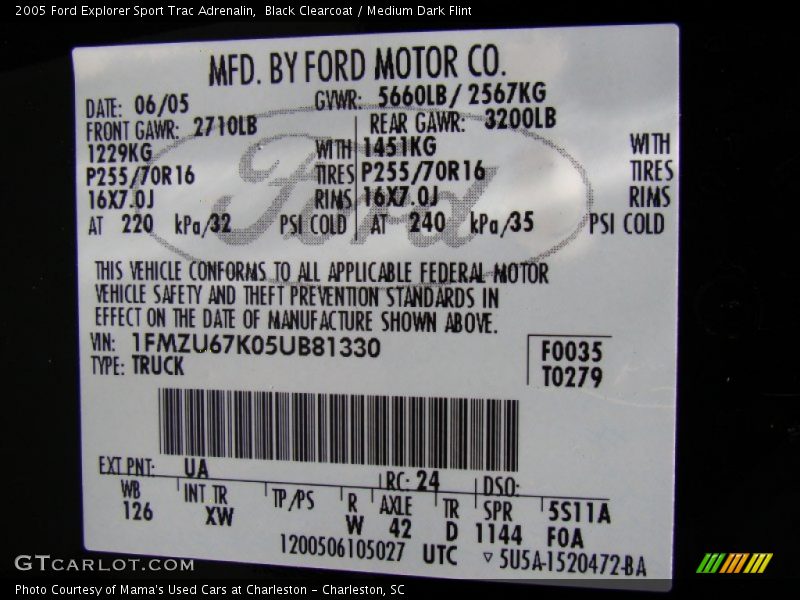 2005 Ford Explorer Sport Trac Adrenalin, Black Clearcoat / Medium Dark Flint
MFD. BY FORD MOTOR CO.
DATE: 06/05 GVWR: 5660LB/ 2567KG
FRONT GAWR: 2710LB REAR GAWR: 3200LB
1229KG WITH 1451KG WITH
P255/70R16 TIRES P255/70R16 TIRES
16X7.0J RIMS 16X7.0J RIMS
AT 220 kPa/32 PSI COLD AT 240 kPa/35 PSI COLD
Ford
THIS VEHICLE CONFORMS TO ALL APPLICABLE FEDERAL MOTOR
VEHICLE SAFETY AND THEFT PREVENTION STANDARDS IN
EFFECT ON THE DATE OF MANUFACTURE SHOWN ABOVE.
VIN: 1FMZU67K05UB81330 F0035
TYPE: TRUCK T0279
EXT PNT: UA RC: 24 DSO:
WB INT TR TP/PS R AXLE TR SPR 5S11A
126 XW W 42 D 1144 F0A
1200506105027 UTC ▽ 5U5A-1520472-BA
GTCARLOT.COM
Photo Courtesy of Mama's Used Cars at Charleston - Charleston, SC